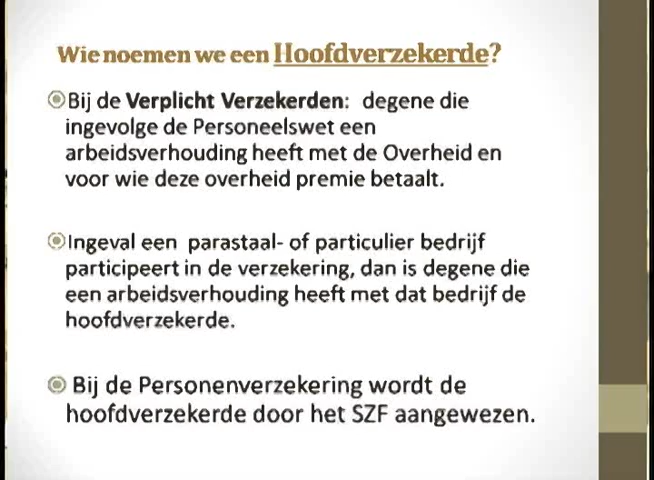 Wie noemen we een Hoofdverzekerde?
Bij de Verplicht Verzekerden: degene die
ingevolge de Personeelswet een
arbeidsverhouding heeft met de Overheid en
voor wie deze overheid premie betaalt.
Ingeval een parastaal- of particulier bedrijf
participeert in de verzekering, dan is degene die
een arbeidsverhouding heeft met dat bedrijf de
hoofdverzekerde.
Bij de Personenverzekering wordt de
hoofdverzekerde door het SZF aangewezen.